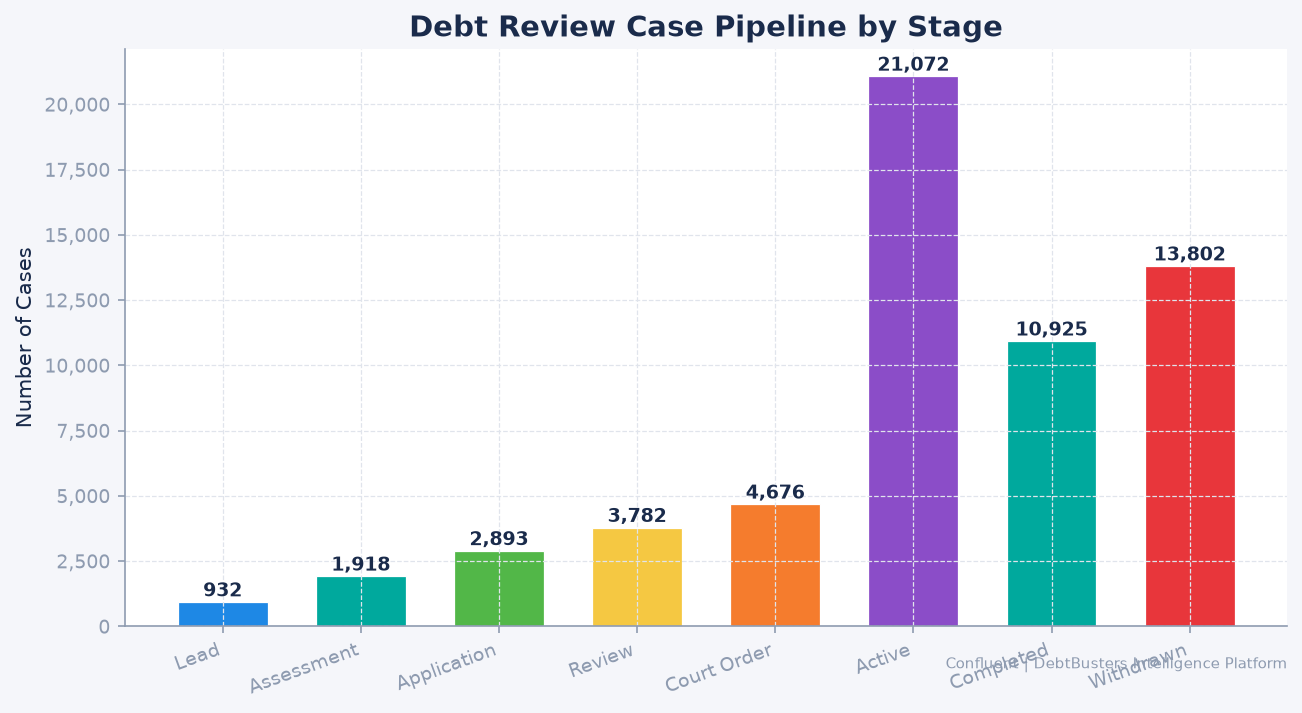 Debt Review Case Pipeline by Stage
Number of Cases
20,000
17,500
15,000
12,500
10,000
7,500
5,000
2,500
0
932
1,918
2,893
3,782
4,676
21,072
10,925
13,802
Lead
Assessment
Application
Review
Court Order
Active
Completed
Withdrawn
Confluent | DebtBusters Intelligence Platform